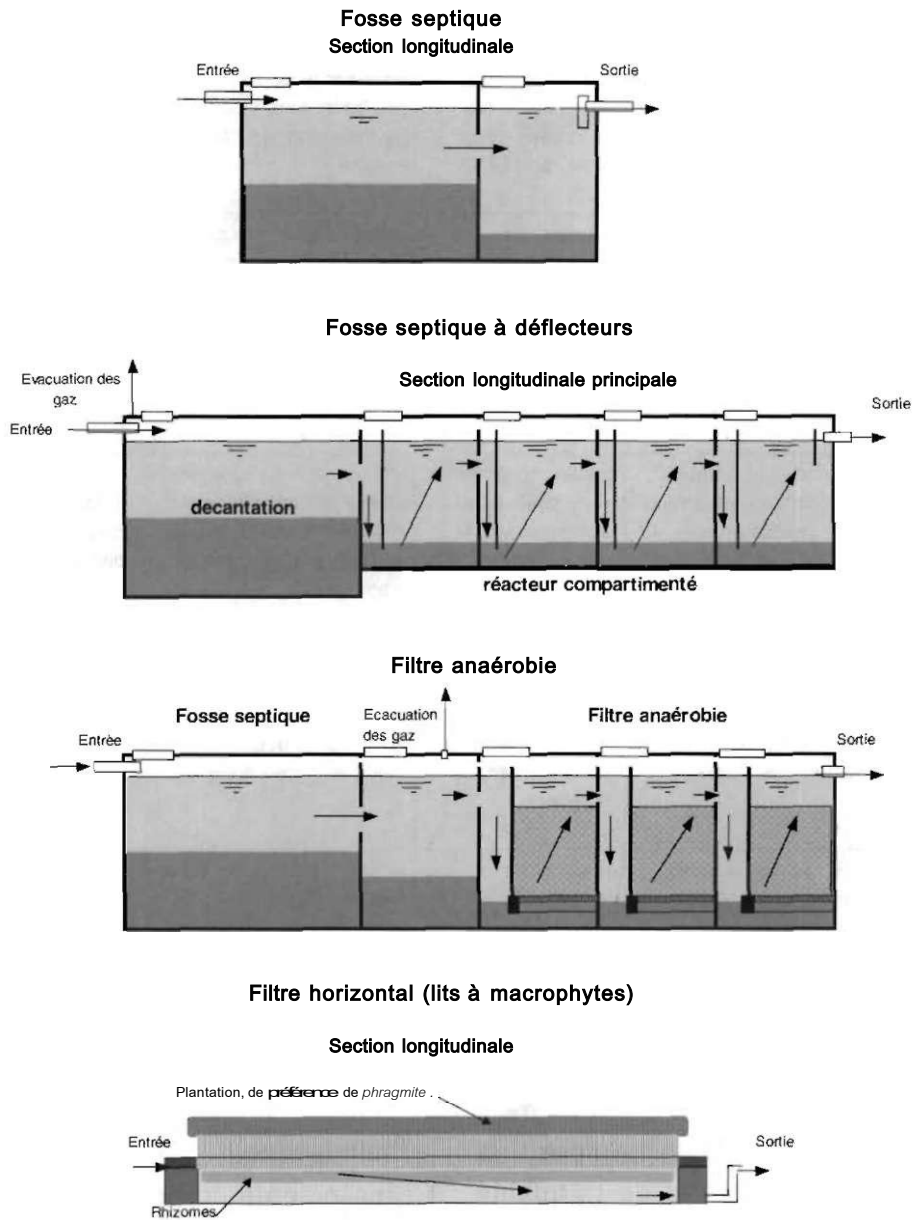 Fosse septique
Section longitudinale
Entrée
Sortie
Fosse septique à déflecteurs
Evacuation des
gaz
Section longitudinale principale
Entrée
Sortie
decantation
réacteur compartimenté
Filtre anaérobie
Fosse septique
Ecacuation
des gaz
Filtre anaérobie
Entrèe
Sortie
Filtre horizontal (lits à macrophytes)
Section longitudinale
Plantation, de préférence de phragmite .
Entrée
Sortie
Rhizomes